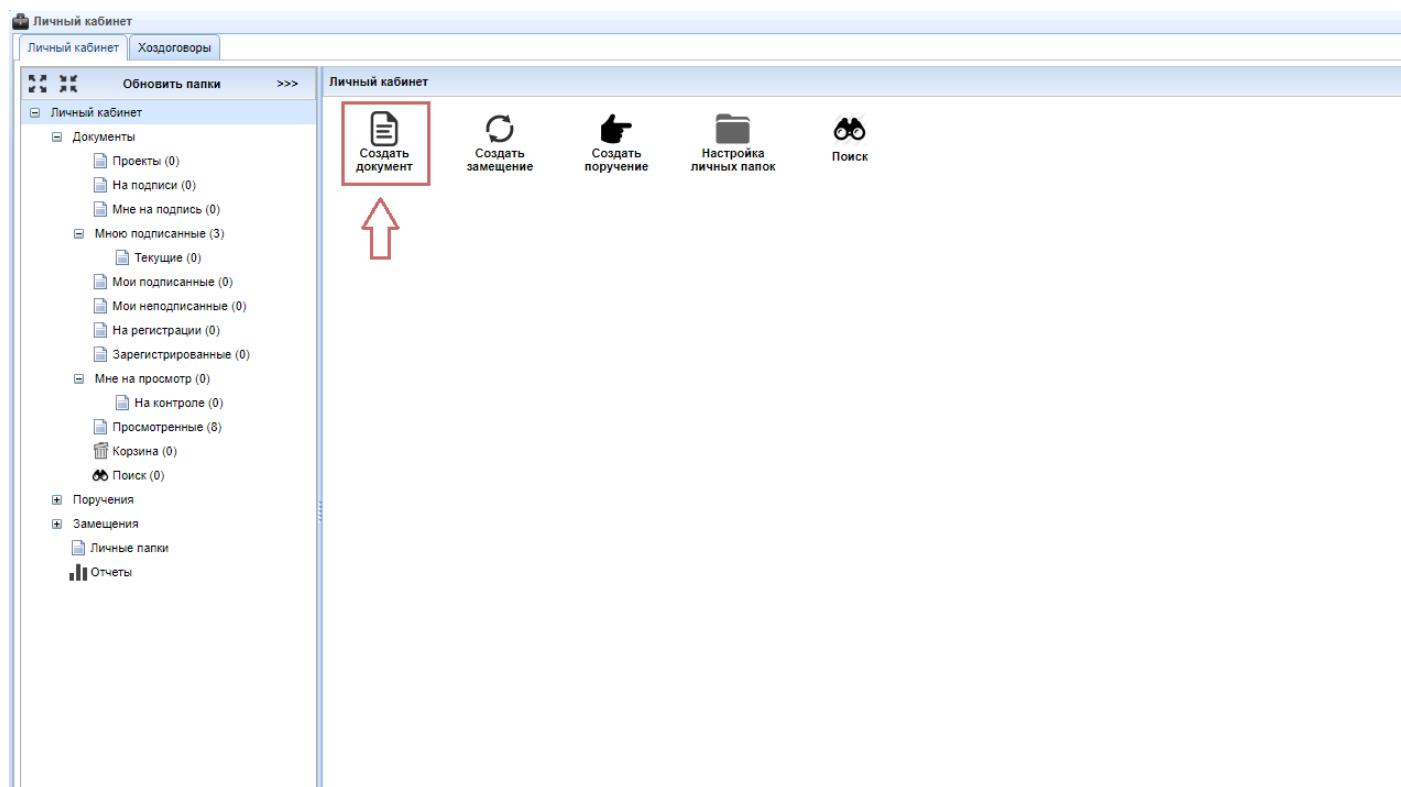 Личный кабинет
Личный кабинет Хоздоговоры
Обновить папки >>>
Личный кабинет
Документы
Проекты (0)
На подписи (0)
Мне на подпись (0)
Мною подписанные (3)
Текущие (0)
Мои подписанные (0)
Мои неподписанные (0)
На регистрации (0)
Зарегистрированные (0)
Мне на просмотр (0)
На контроле (0)
Просмотренные (8)
Корзина (0)
Поиск (0)
Поручения
Замещения
Личные папки
Отчеты
Личный кабинет
Создать
документ
Создать
замещение
Создать
поручение
Настройка
личных папок
Поиск